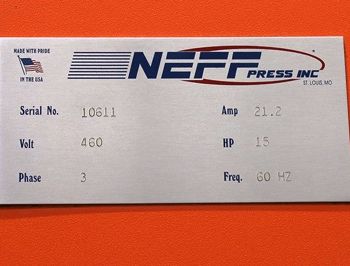 MADE WITH PRIDE
IN THE USA
NEFF PRESS INC
ST. LOUIS, MO
Serial No. 10611 Amp 21.2
Volt 460 HP 15
Phase 3 Freq. 60 HZ